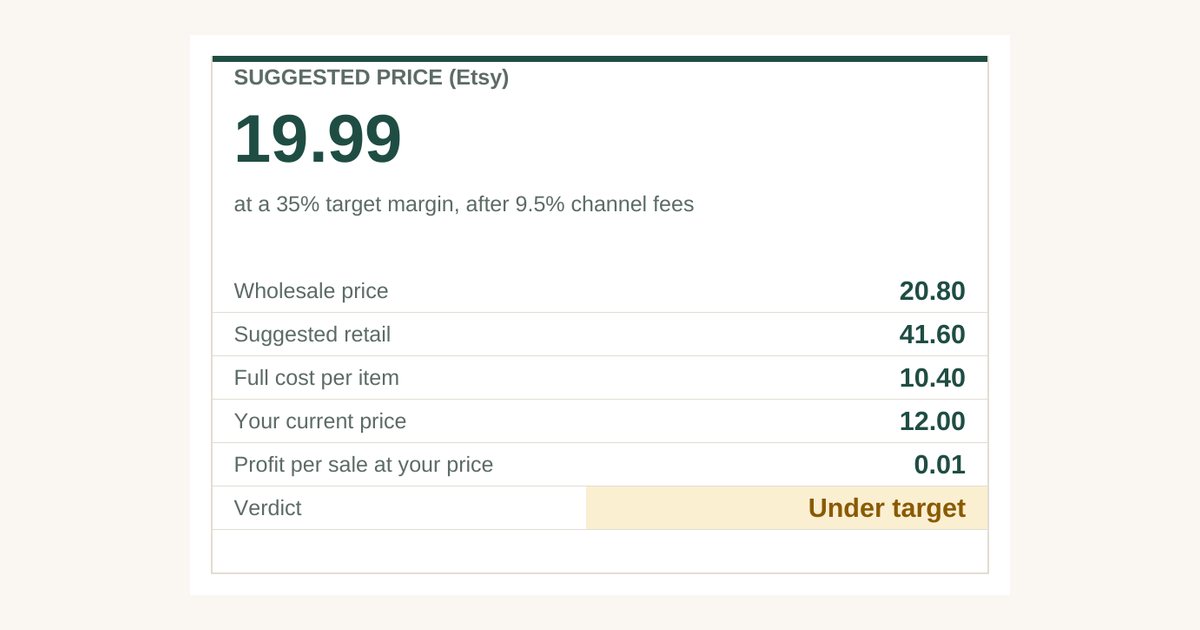 SUGGESTED PRICE (Etsy)
19.99
at a 35% target margin, after 9.5% channel fees
Wholesale price 20.80
Suggested retail 41.60
Full cost per item 10.40
Your current price 12.00
Profit per sale at your price 0.01
Verdict Under target